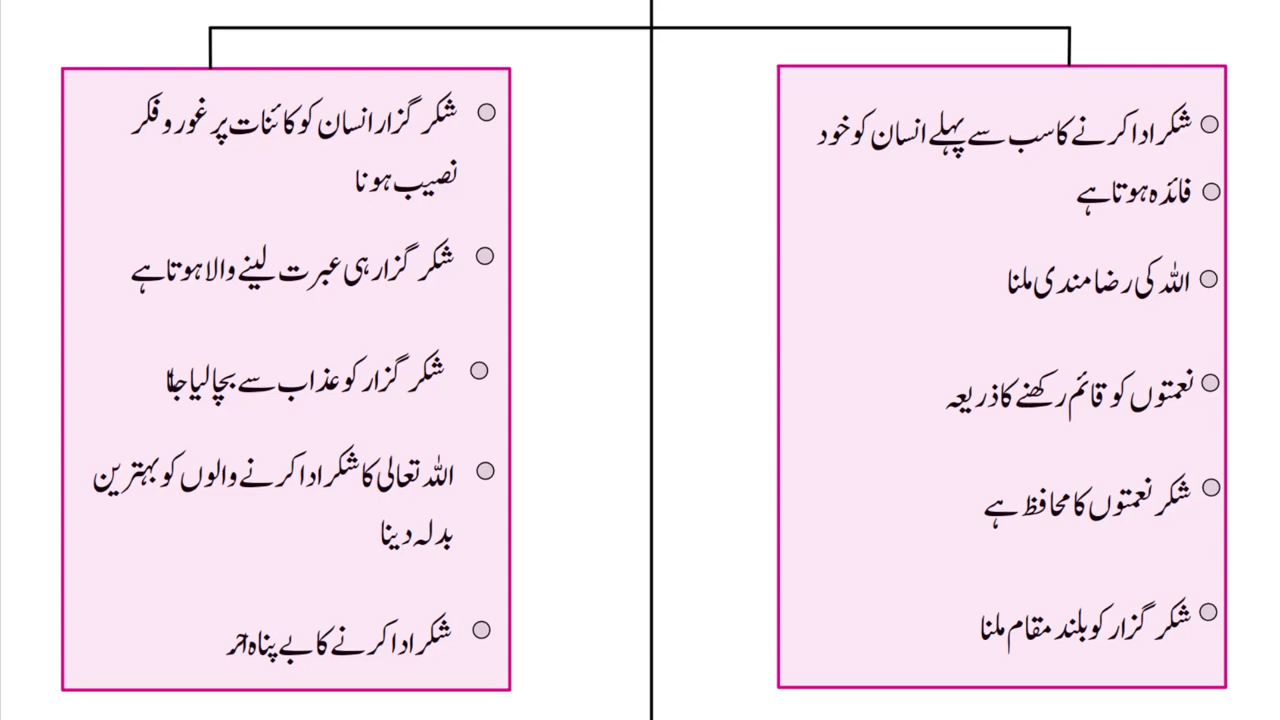 شکر ادا کرنے کا سب سے پہلے انسان کو خود
فائدہ ہوتا ہے
اللہ کی رضا مندی ملنا
نعمتوں کو قائم رکھنے کا ذریعہ
شکر نعمتوں کا محافظ ہے
شکر گزار کو بلند مقام ملنا
شکر گزار انسان کو کائنات پر غور و فکر
نصیب ہونا
شکر گزار ہی عبرت لینے والا ہوتا ہے
شکر گزار کو عذاب سے بچا لیا جانا
اللہ تعالی کا شکر ادا کرنے والوں کو بہترین
بدلہ دینا
شکر ادا کرنے کا بے پناہ اجر